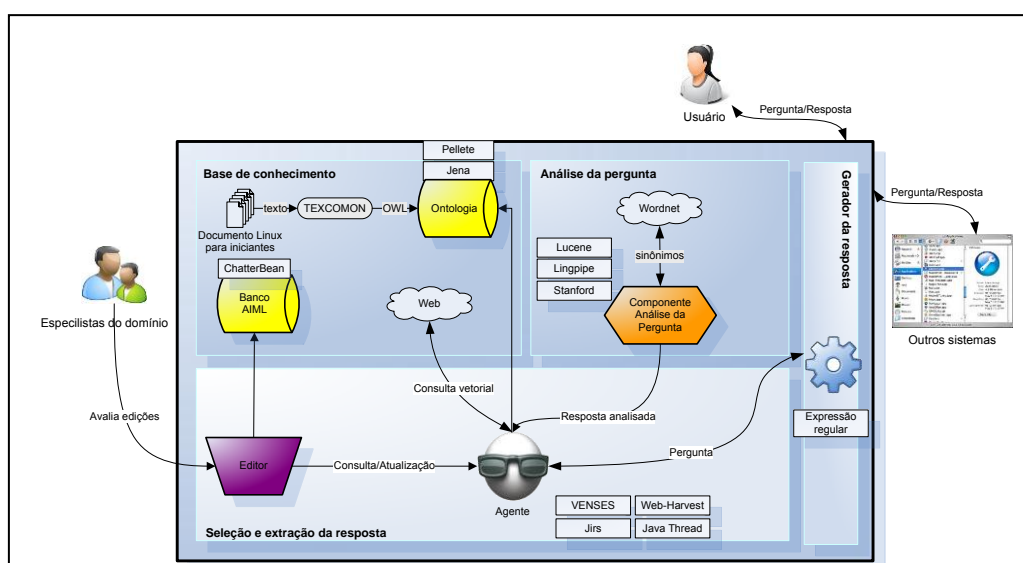 Usuário
Pergunta/Resposta
Pellete
Jena
Base de conhecimento
Análise da pergunta
Gerador da resposta
Pergunta/Resposta
texto
TEXCOMON
OWL
Ontologia
Documento Linux
para iniciantes
Wordnet
Lucene
Lingpipe
Stanford
sinônimos
ChatterBean
Banco
AIML
Web
Componente
Análise da
Pergunta
Especilistas do domínio
Outros sistemas
Consulta vetorial
Avalia edições
Resposta analisada
Expressão
regular
Pergunta
Editor
Consulta/Atualização
Agente
VENSES
Web-Harvest
Jirs
Java Thread
Seleção e extração da resposta